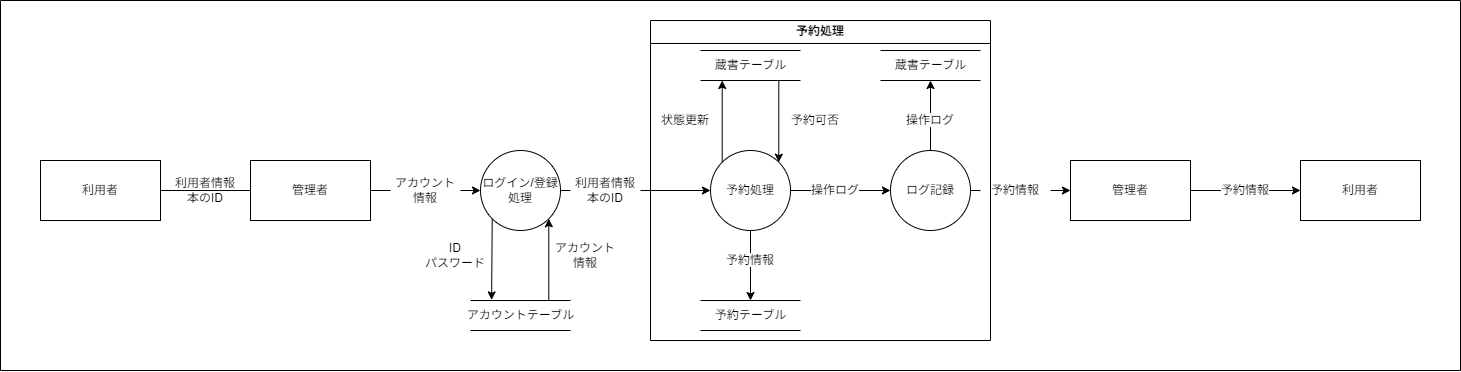 予約処理
蔵書テーブル
蔵書テーブル
状態更新
予約可否
操作ログ
利用者
利用者情報
本のID
管理者
アカウント
情報
ログイン/登録
処理
利用者情報
本のID
予約処理
操作ログ
ログ記録
予約情報
管理者
予約情報
利用者
ID
パスワード
アカウント
情報
予約情報
アカウントテーブル
予約テーブル